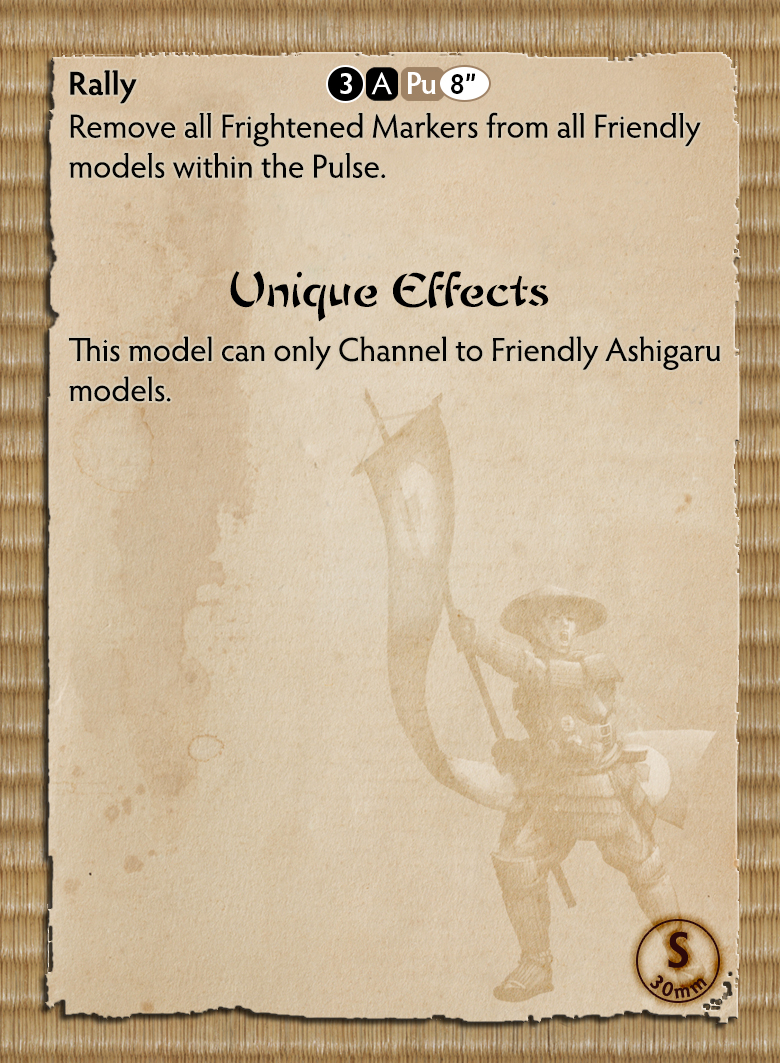 Rally 3 A Pu 8”
Remove all Frightened Markers from all Friendly
models within the Pulse.
Unique Effects
This model can only Channel to Friendly Ashigaru
models.
S
30mm